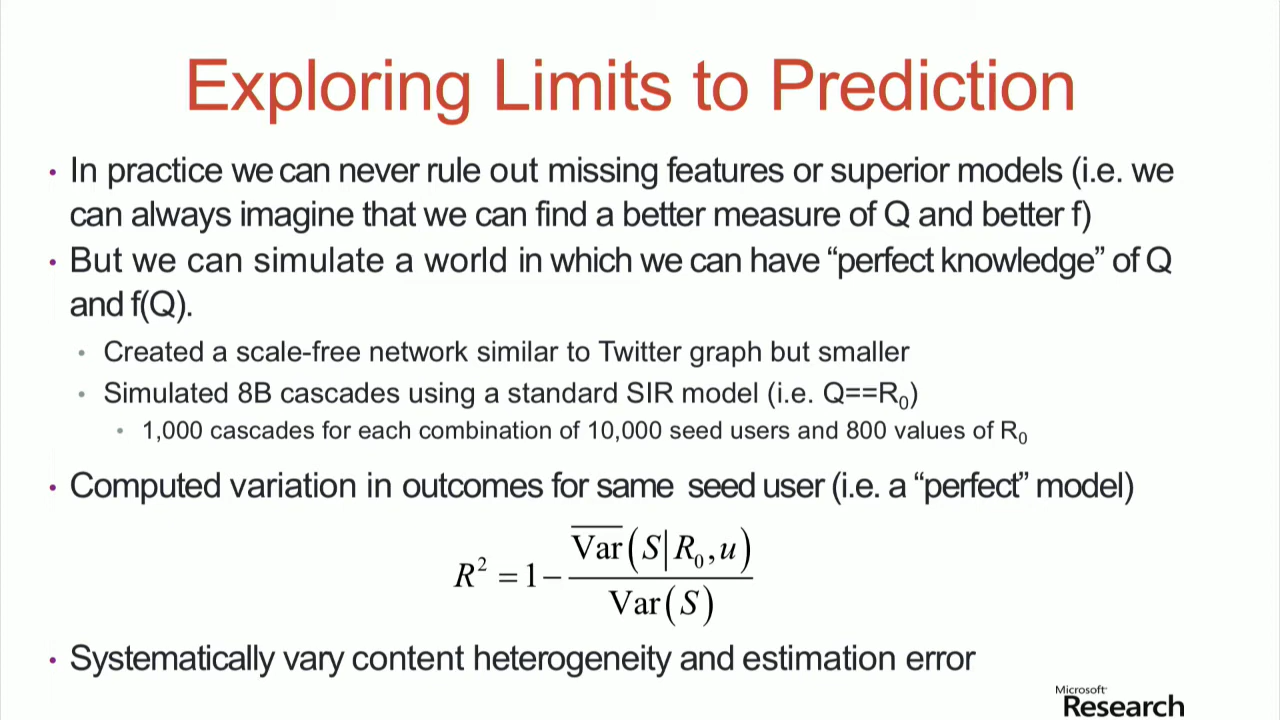 Exploring Limits to Prediction
• In practice we can never rule out missing features or superior models (i.e. we
can always imagine that we can find a better measure of Q and better f)
• But we can simulate a world in which we can have “perfect knowledge” of Q
and f(Q).
• Created a scale-free network similar to Twitter graph but smaller
• Simulated 8B cascades using a standard SIR model (i.e. Q==R₀)
• 1,000 cascades for each combination of 10,000 seed users and 800 values of R₀
• Computed variation in outcomes for same seed user (i.e. a “perfect” model)
R² = 1 − V̅a̅r̅(S|R₀,u) / Var(S)
• Systematically vary content heterogeneity and estimation error
Microsoft
Research